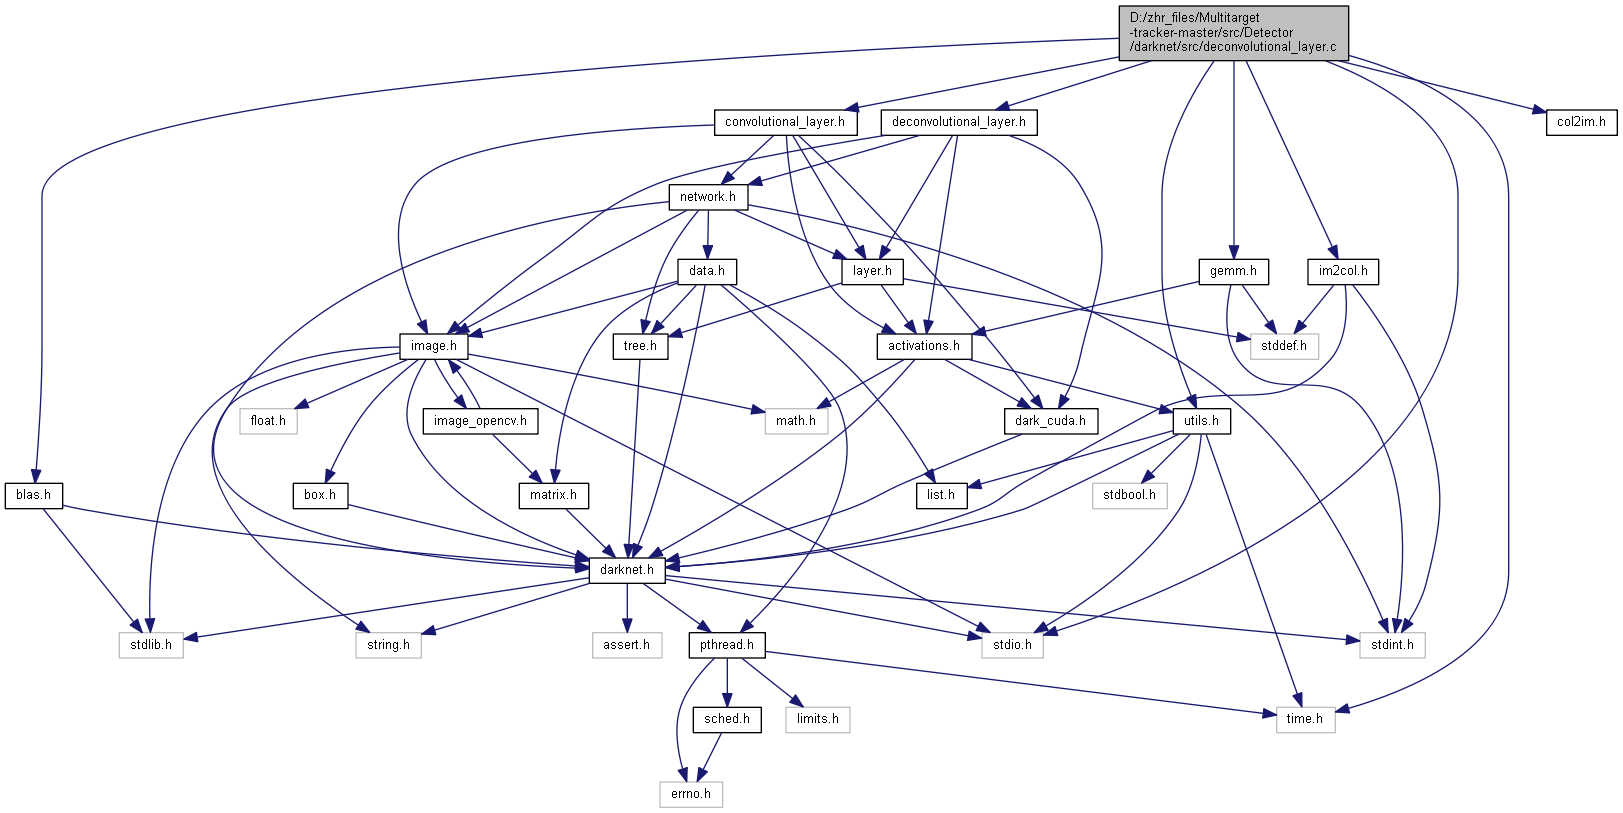 D:/zhr_files/Multitarget
-tracker-master/src/Detector
/darknet/src/deconvolutional_layer.c
convolutional_layer.h
deconvolutional_layer.h
col2im.h
network.h
data.h
layer.h
gemm.h
im2col.h
image.h
tree.h
activations.h
stddef.h
float.h
image_opencv.h
math.h
dark_cuda.h
utils.h
blas.h
box.h
matrix.h
list.h
stdbool.h
darknet.h
stdlib.h
string.h
assert.h
pthread.h
stdio.h
stdint.h
sched.h
limits.h
time.h
errno.h